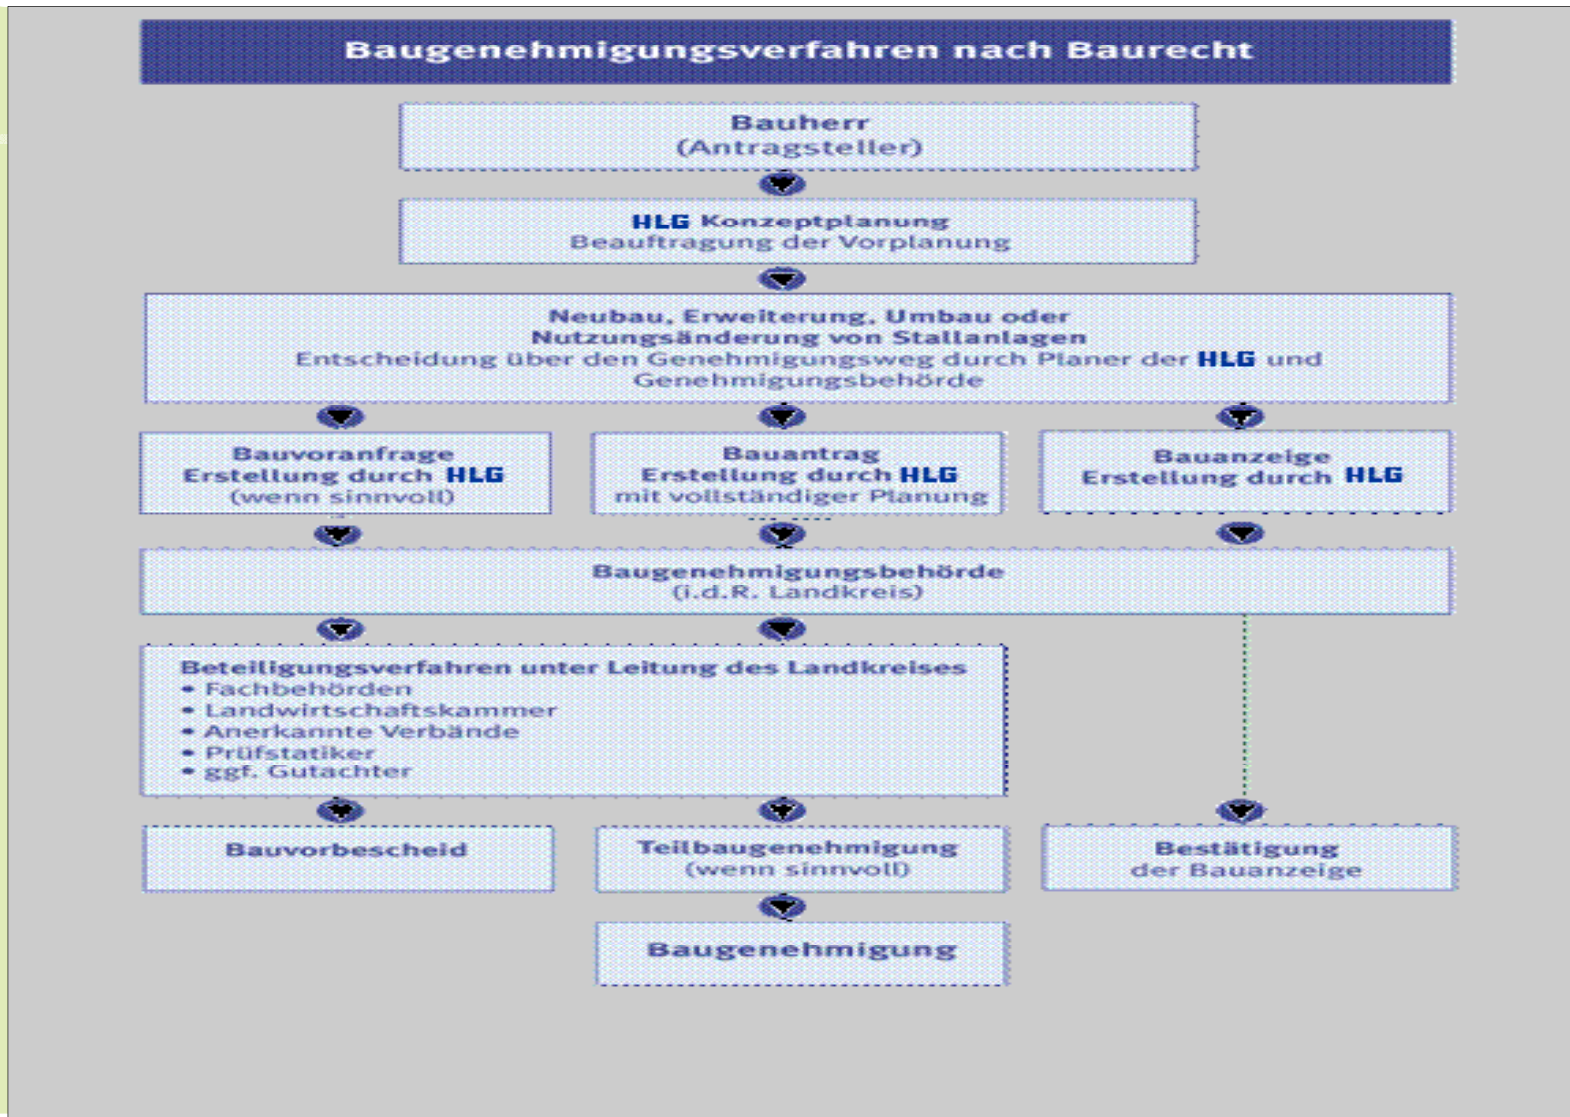 Baugenehmigungsverfahren nach Baurecht
Bauherr
(Antragsteller)
HLG Konzeptplanung
Beauftragung der Vorplanung
Neubau, Erweiterung, Umbau oder
Nutzungsänderung von Stallanlagen
Entscheidung über den Genehmigungsweg durch Planer der HLG und
Genehmigungsbehörde
Bauvoranfrage
Erstellung durch HLG
(wenn sinnvoll)
Bauantrag
Erstellung durch HLG
mit vollständiger Planung
Bauanzeige
Erstellung durch HLG
Baugenehmigungsbehörde
(i.d.R. Landkreis)
Beteiligungsverfahren unter Leitung des Landkreises
• Fachbehörden
• Landwirtschaftskammer
• Anerkannte Verbände
• Prüfstatiker
• ggf. Gutachter
Bauvorbescheid
Teilbaugenehmigung
(wenn sinnvoll)
Bestätigung
der Bauanzeige
Baugenehmigung